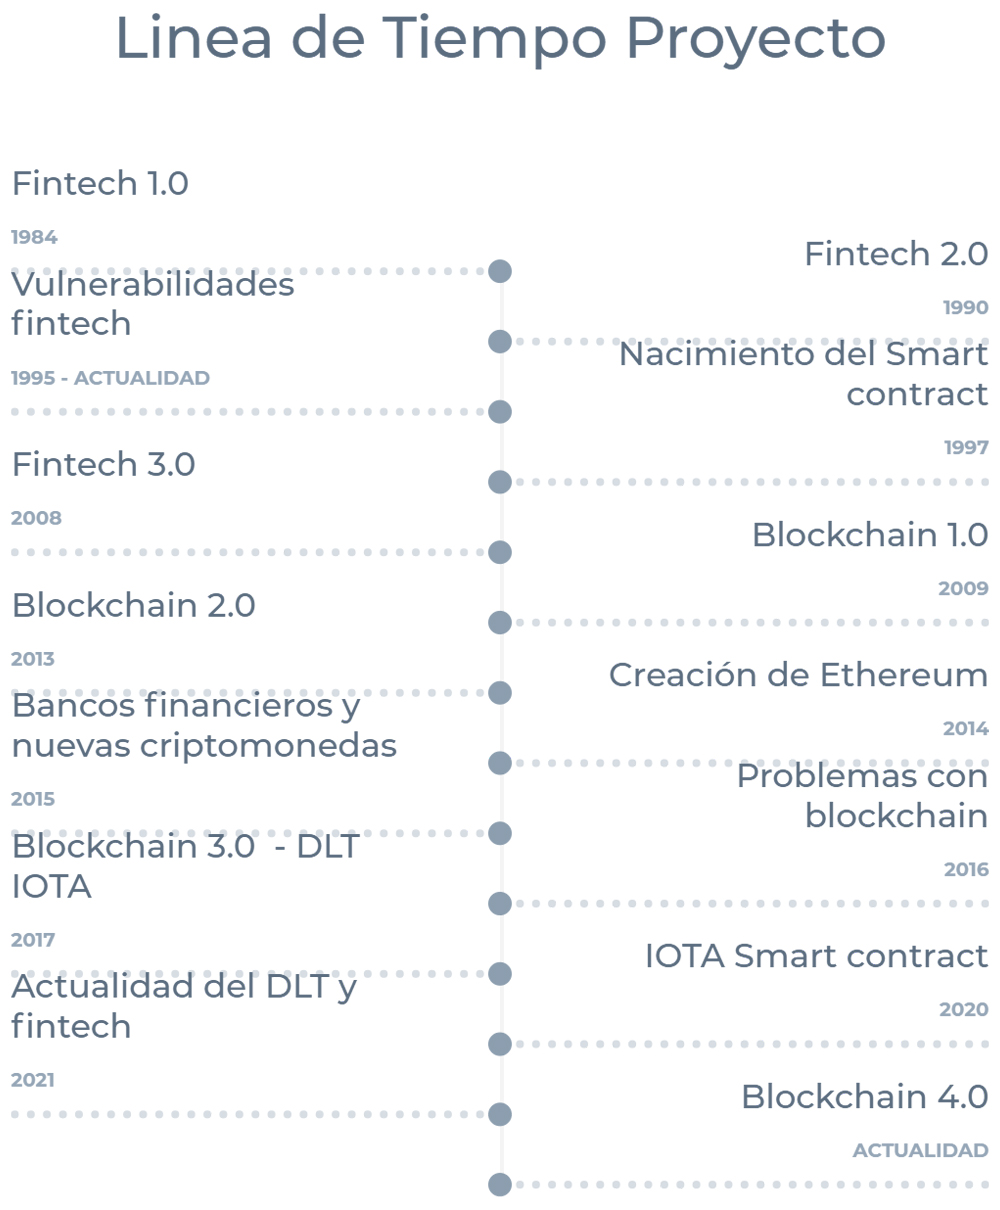 Linea de Tiempo Proyecto
Fintech 1.0
1984
Fintech 2.0
1990
Vulnerabilidades
fintech
1995 - ACTUALIDAD
Nacimiento del Smart
contract
1997
Fintech 3.0
2008
Blockchain 1.0
2009
Blockchain 2.0
2013
Creación de Ethereum
2014
Bancos financieros y
nuevas criptomonedas
2015
Problemas con
blockchain
2016
Blockchain 3.0  - DLT
IOTA
2017
IOTA Smart contract
2020
Actualidad del DLT y
fintech
2021
Blockchain 4.0
ACTUALIDAD